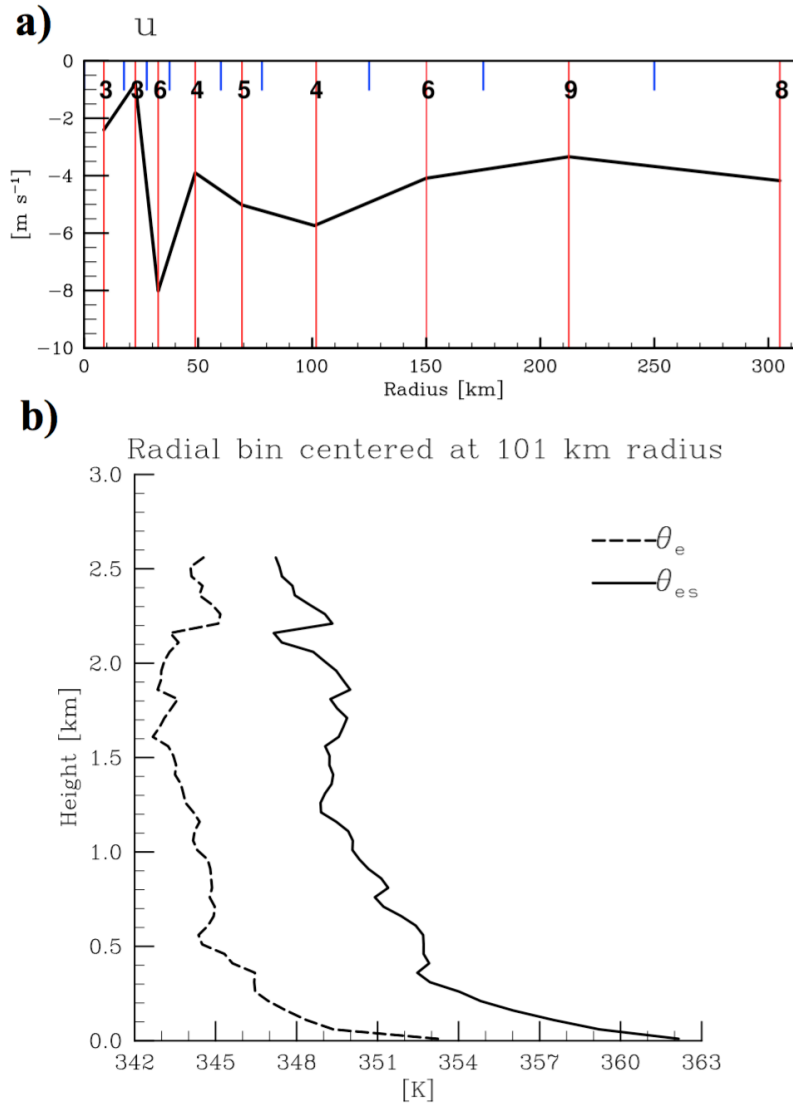 a)
u
0
3 3 6 4 5 4 6 9 8
−2
−4
−6
−8
−10
[m s⁻¹]
0 50 100 150 200 250 300
Radius [km]
b)
Radial bin centered at 101 km radius
3.0
θe
2.5
θes
2.0
1.5
1.0
0.5
0.0
Height [km]
342 345 348 351 354 357 360 363
[K]